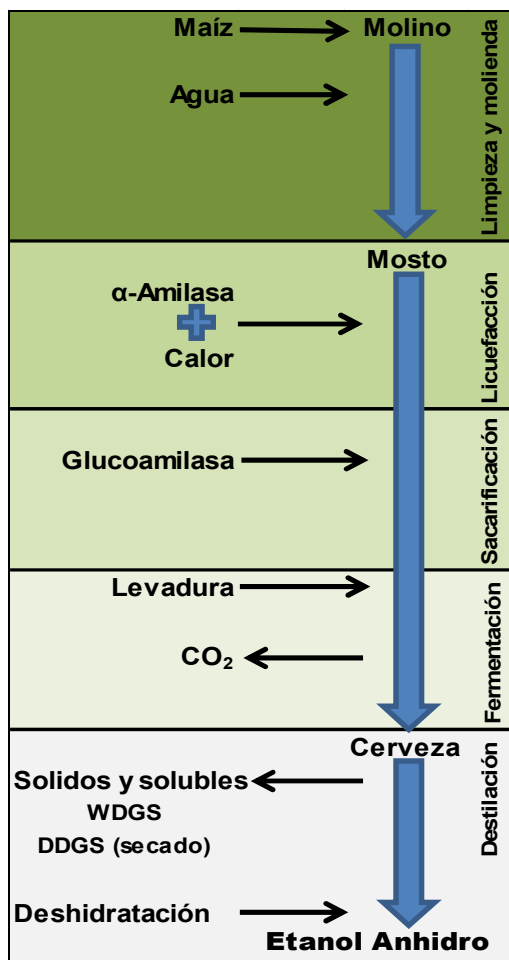 Maíz
Molino
Agua
Limpieza y molienda
Mosto
α-Amilasa
Calor
Licuefacción
Glucoamilasa
Sacarificación
Levadura
CO₂
Fermentación
Cerveza
Solidos y solubles
WDGS
DDGS (secado)
Destilación
Deshidratación
Etanol Anhidro